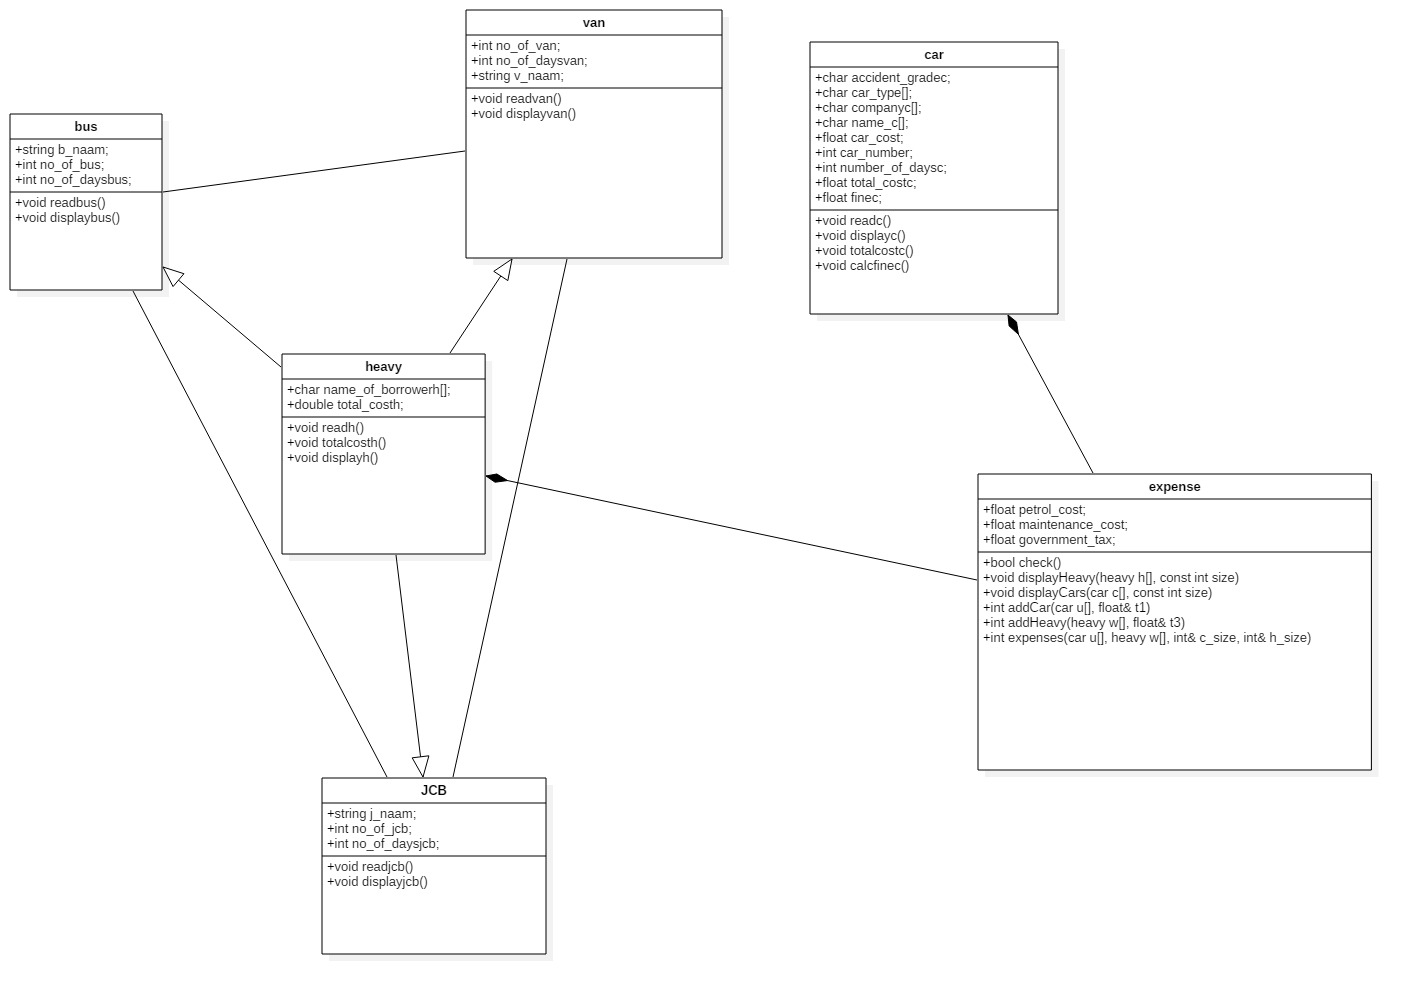 van
+int no_of_van;
+int no_of_daysvan;
+string v_naam;
+void readvan()
+void displayvan()
car
+char accident_gradec;
+char car_type[];
+char companyc[];
+char name_c[];
+float car_cost;
+int car_number;
+int number_of_daysc;
+float total_costc;
+float finec;
+void readc()
+void displayc()
+void totalcostc()
+void calcfinec()
bus
+string b_naam;
+int no_of_bus;
+int no_of_daysbus;
+void readbus()
+void displaybus()
heavy
+char name_of_borrowerh[];
+double total_costh;
+void readh()
+void totalcosth()
+void displayh()
expense
+float petrol_cost;
+float maintenance_cost;
+float government_tax;
+bool check()
+void displayHeavy(heavy h[], const int size)
+void displayCars(car c[], const int size)
+int addCar(car u[], float& t1)
+int addHeavy(heavy w[], float& t3)
+int expenses(car u[], heavy w[], int& c_size, int& h_size)
JCB
+string j_naam;
+int no_of_jcb;
+int no_of_daysjcb;
+void readjcb()
+void displayjcb()